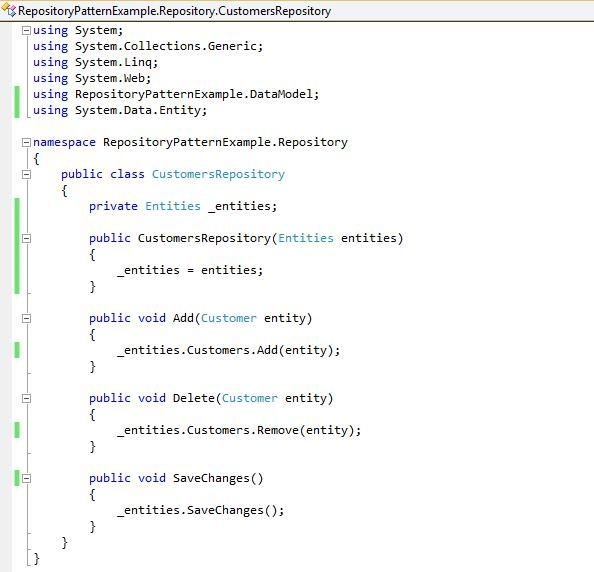 RepositoryPatternExample.Repository.CustomersRepository
using System;
using System.Collections.Generic;
using System.Linq;
using System.Web;
using RepositoryPatternExample.DataModel;
using System.Data.Entity;
namespace RepositoryPatternExample.Repository
{
public class CustomersRepository
{
private Entities _entities;
public CustomersRepository(Entities entities)
{
_entities = entities;
}
public void Add(Customer entity)
{
_entities.Customers.Add(entity);
}
public void Delete(Customer entity)
{
_entities.Customers.Remove(entity);
}
public void SaveChanges()
{
_entities.SaveChanges();
}
}
}